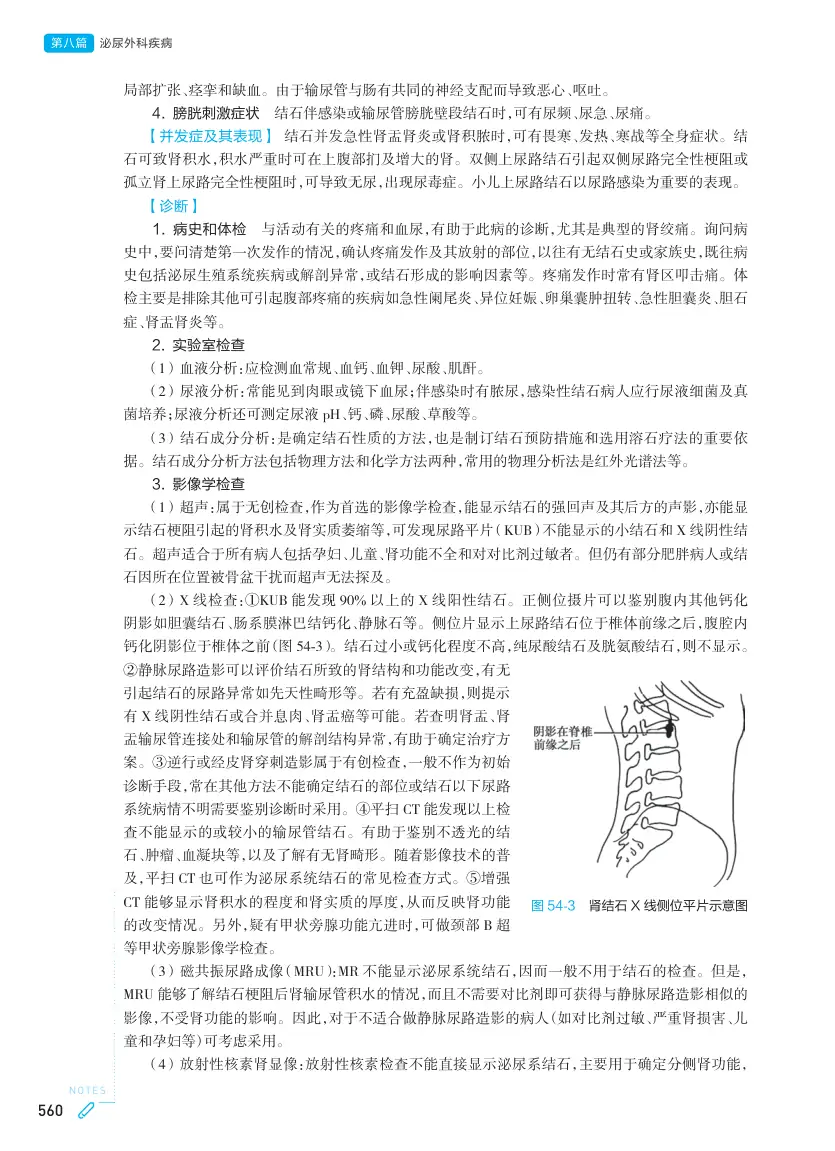 第八篇 泌尿外科疾病
局部扩张、痉挛和缺血。由于输尿管与肠有共同的神经支配而导致恶心、呕吐。
4. 膀胱刺激症状 结石伴感染或输尿管膀胱壁段结石时,可有尿频、尿急、尿痛。
【并发症及其表现】 结石并发急性肾盂肾炎或肾积脓时,可有畏寒、发热、寒战等全身症状。结
石可致肾积水,积水严重时可在上腹部扪及增大的肾。双侧上尿路结石引起双侧尿路完全性梗阻或
孤立肾上尿路完全性梗阻时,可导致无尿,出现尿毒症。小儿上尿路结石以尿路感染为重要的表现。
【诊断】
1. 病史和体检 与活动有关的疼痛和血尿,有助于此病的诊断,尤其是典型的肾绞痛。询问病
史中,要问清楚第一次发作的情况,确认疼痛发作及其放射的部位,以往有无结石史或家族史,既往病
史包括泌尿生殖系统疾病或解剖异常,或结石形成的影响因素等。疼痛发作时常有肾区叩击痛。体
检主要是排除其他可引起腹部疼痛的疾病如急性阑尾炎、异位妊娠、卵巢囊肿扭转、急性胆囊炎、胆石
症、肾盂肾炎等。
2. 实验室检查
(1)血液分析:应检测血常规、血钙、血钾、尿酸、肌酐。
(2)尿液分析:常能见到肉眼或镜下血尿;伴感染时有脓尿,感染性结石病人应行尿液细菌及真
菌培养;尿液分析还可测定尿液 pH、钙、磷、尿酸、草酸等。
(3)结石成分分析:是确定结石性质的方法,也是制订结石预防措施和选用溶石疗法的重要依
据。结石成分分析方法包括物理方法和化学方法两种,常用的物理分析法是红外光谱法等。
3. 影像学检查
(1)超声:属于无创检查,作为首选的影像学检查,能显示结石的强回声及其后方的声影,亦能显
示结石梗阻引起的肾积水及肾实质萎缩等,可发现尿路平片(KUB)不能显示的小结石和 X 线阴性结
石。超声适合于所有病人包括孕妇、儿童、肾功能不全和对对比剂过敏者。但仍有部分肥胖病人或结
石因所在位置被骨盆干扰而超声无法探及。
(2)X 线检查:①KUB 能发现 90% 以上的 X 线阳性结石。正侧位摄片可以鉴别腹内其他钙化
阴影如胆囊结石、肠系膜淋巴结钙化、静脉石等。侧位片显示上尿路结石位于椎体前缘之后,腹腔内
钙化阴影位于椎体之前(图 54-3)。结石过小或钙化程度不高,纯尿酸结石及胱氨酸结石,则不显示。
②静脉尿路造影可以评价结石所致的肾结构和功能改变,有无
引起结石的尿路异常如先天性畸形等。若有充盈缺损,则提示
有 X 线阴性结石或合并息肉、肾盂癌等可能。若查明肾盂、肾
盂输尿管连接处和输尿管的解剖结构异常,有助于确定治疗方
案。③逆行或经皮肾穿刺造影属于有创检查,一般不作为初始
诊断手段,常在其他方法不能确定结石的部位或结石以下尿路
系统病情不明需要鉴别诊断时采用。④平扫 CT 能发现以上检
查不能显示的或较小的输尿管结石。有助于鉴别不透光的结
石、肿瘤、血凝块等,以及了解有无肾畸形。随着影像技术的普
及,平扫 CT 也可作为泌尿系统结石的常见检查方式。⑤增强
CT 能够显示肾积水的程度和肾实质的厚度,从而反映肾功能
的改变情况。另外,疑有甲状旁腺功能亢进时,可做颈部 B 超
等甲状旁腺影像学检查。
阴影在脊椎
前缘之后
图 54-3 肾结石 X 线侧位平片示意图
(3)磁共振尿路成像(MRU):MR 不能显示泌尿系统结石,因而一般不用于结石的检查。但是,
MRU 能够了解结石梗阻后肾输尿管积水的情况,而且不需要对比剂即可获得与静脉尿路造影相似的
影像,不受肾功能的影响。因此,对于不适合做静脉尿路造影的病人(如对比剂过敏、严重肾损害、儿
童和孕妇等)可考虑采用。
(4)放射性核素肾显像:放射性核素检查不能直接显示泌尿系结石,主要用于确定分侧肾功能,
NOTES
560